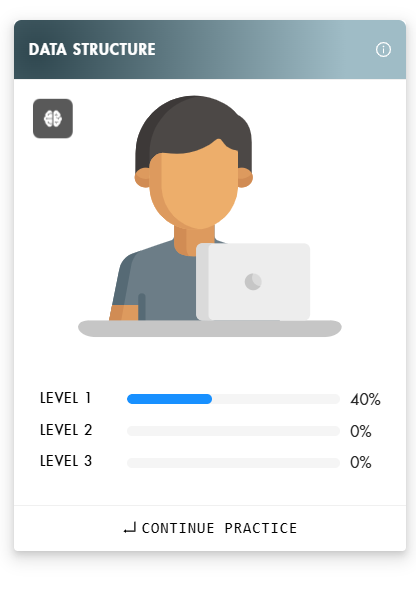 DATA STRUCTURE
LEVEL 1 40%
LEVEL 2 0%
LEVEL 3 0%
CONTINUE PRACTICE